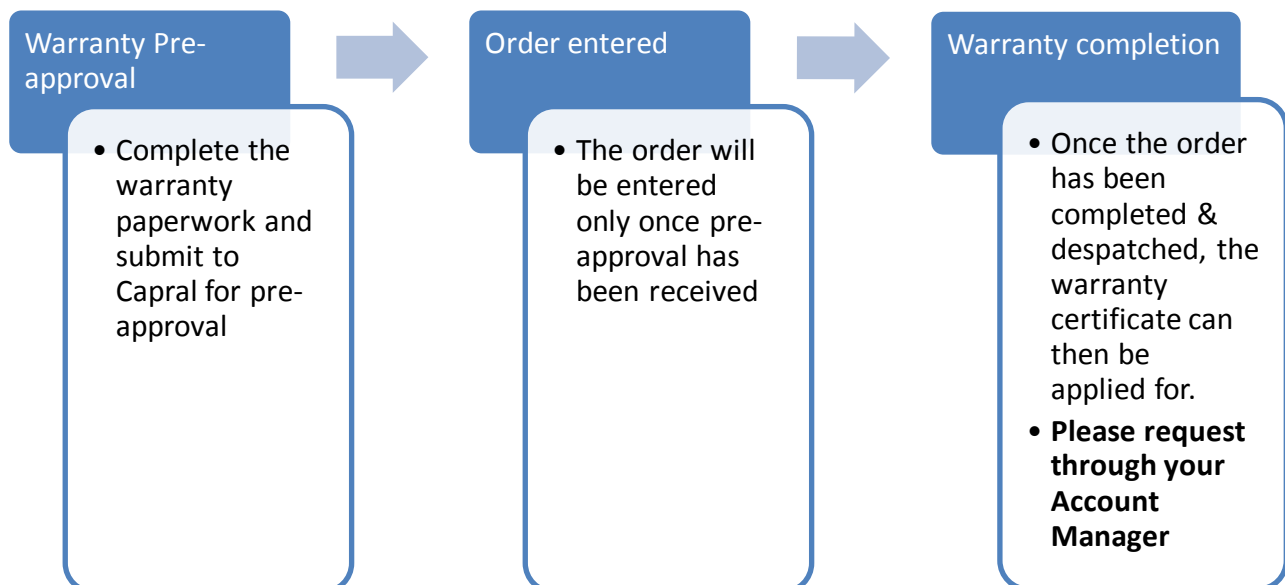 Warranty Pre-
approval
• Complete the
warranty
paperwork and
submit to
Capral for pre-
approval
Order entered
• The order will
be entered
only once pre-
approval has
been received
Warranty completion
• Once the order
has been
completed &
despatched, the
warranty
certificate can
then be
applied for.
• Please request
through your
Account
Manager